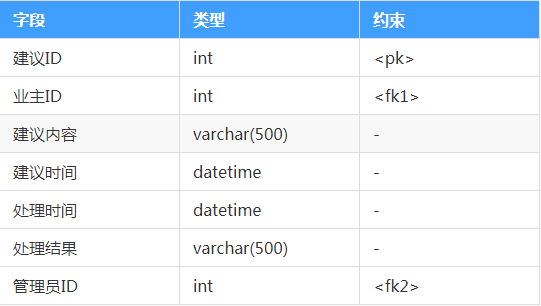 字段 类型 约束
建议ID int <pk>
业主ID int <fk1>
建议内容 varchar(500) -
建议时间 datetime -
处理时间 datetime -
处理结果 varchar(500) -
管理员ID int <fk2>